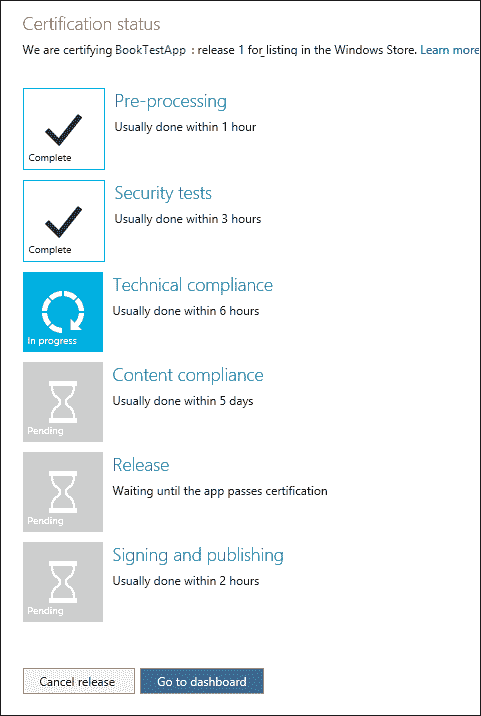 Certification status
We are certifying BookTestApp : release 1 for listing in the Windows Store. Learn more
Pre-processing
Usually done within 1 hour
Complete
Security tests
Usually done within 3 hours
Complete
Technical compliance
Usually done within 6 hours
In progress
Content compliance
Usually done within 5 days
Pending
Release
Waiting until the app passes certification
Pending
Signing and publishing
Usually done within 2 hours
Pending
Cancel release
Go to dashboard